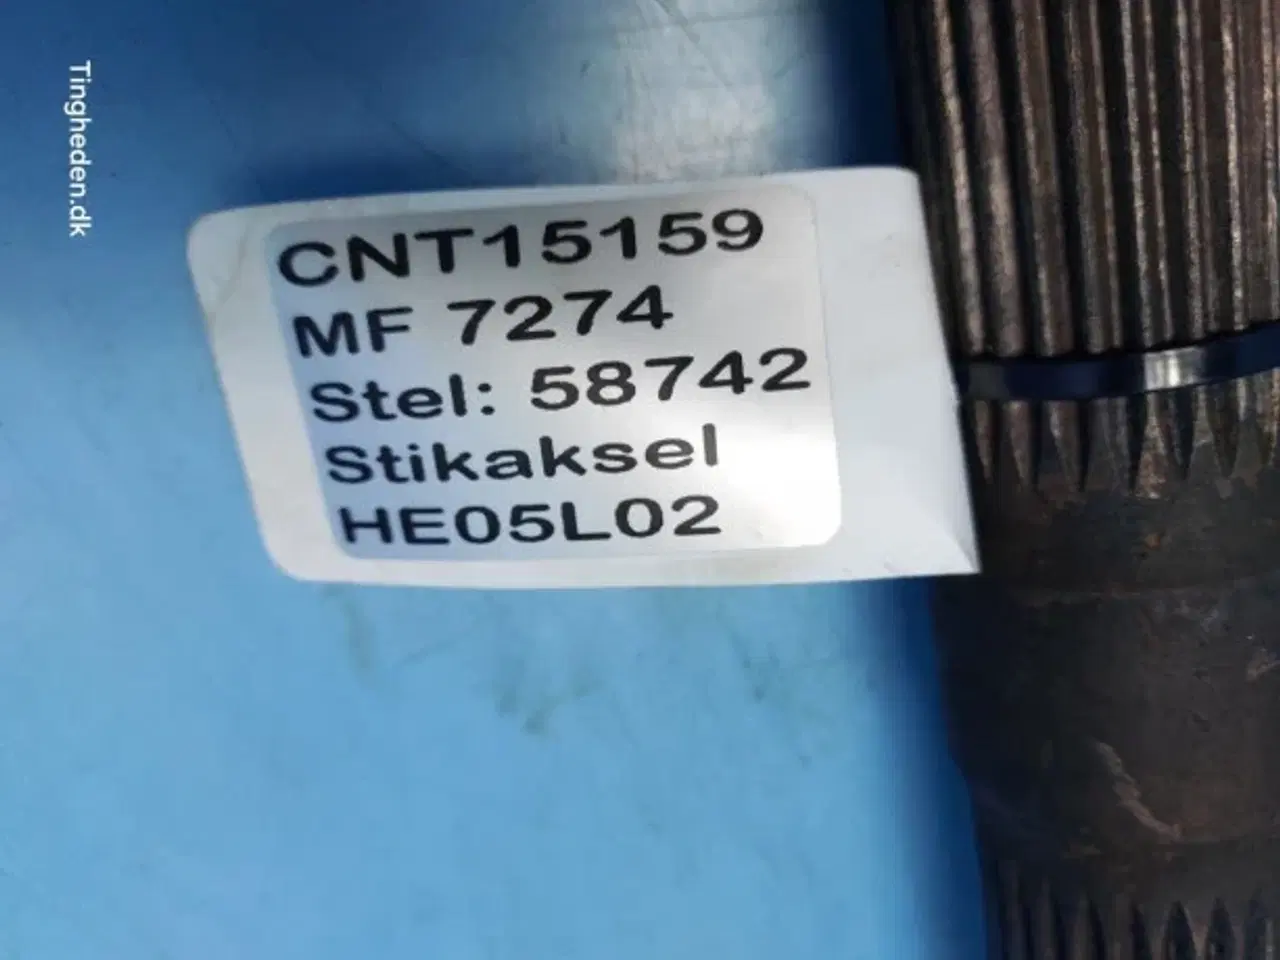 Tingheden.dk
CNT15159
MF 7274
Stel: 58742
Stikaksel
HE05L02